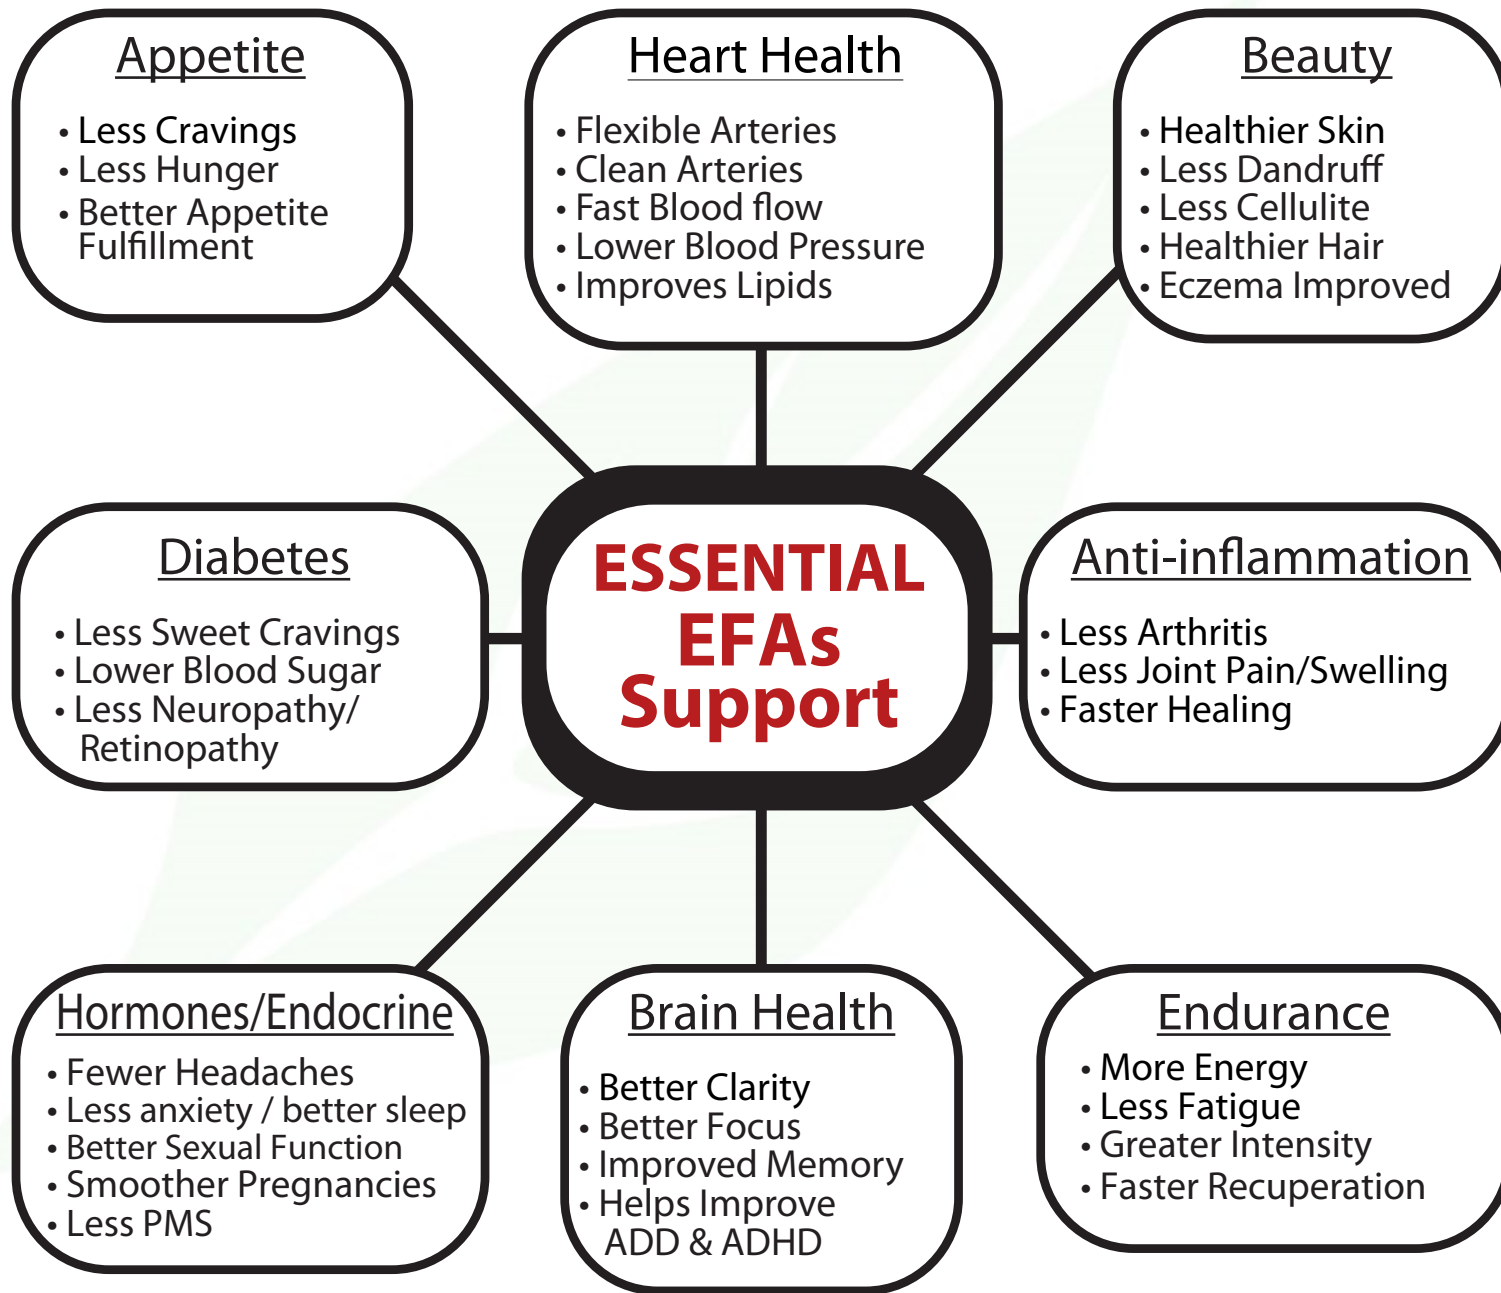 Appetite
• Less Cravings
• Less Hunger
• Better Appetite
Fulfillment
Heart Health
• Flexible Arteries
• Clean Arteries
• Fast Blood flow
• Lower Blood Pressure
• Improves Lipids
Beauty
• Healthier Skin
• Less Dandruff
• Less Cellulite
• Healthier Hair
• Eczema Improved
Diabetes
• Less Sweet Cravings
• Lower Blood Sugar
• Less Neuropathy/
Retinopathy
ESSENTIAL
EFAs
Support
Anti-inflammation
• Less Arthritis
• Less Joint Pain/Swelling
• Faster Healing
Hormones/Endocrine
• Fewer Headaches
• Less anxiety / better sleep
• Better Sexual Function
• Smoother Pregnancies
• Less PMS
Brain Health
• Better Clarity
• Better Focus
• Improved Memory
• Helps Improve
ADD & ADHD
Endurance
• More Energy
• Less Fatigue
• Greater Intensity
• Faster Recuperation